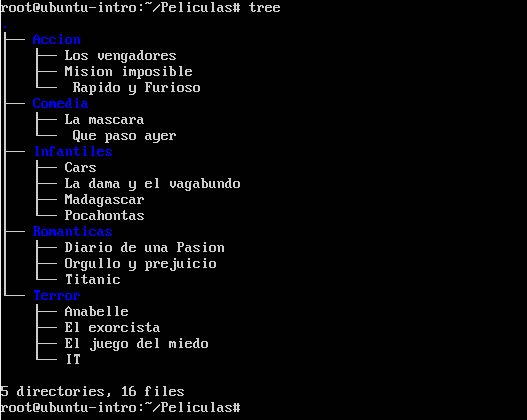 root@ubuntu-intro:~/Peliculas# tree
.
├── Accion
│   ├── Los vengadores
│   ├── Mision imposible
│   └──  Rapido y Furioso
├── Comedia
│   ├── La mascara
│   └──  Que paso ayer
├── Infantiles
│   ├── Cars
│   ├── La dama y el vagabundo
│   ├── Madagascar
│   └── Pocahontas
├── Romanticas
│   ├── Diario de una Pasion
│   ├── Orgullo y prejuicio
│   └── Titanic
└── Terror
    ├── Anabelle
    ├── El exorcista
    ├── El juego del miedo
    └── IT

5 directories, 16 files
root@ubuntu-intro:~/Peliculas#